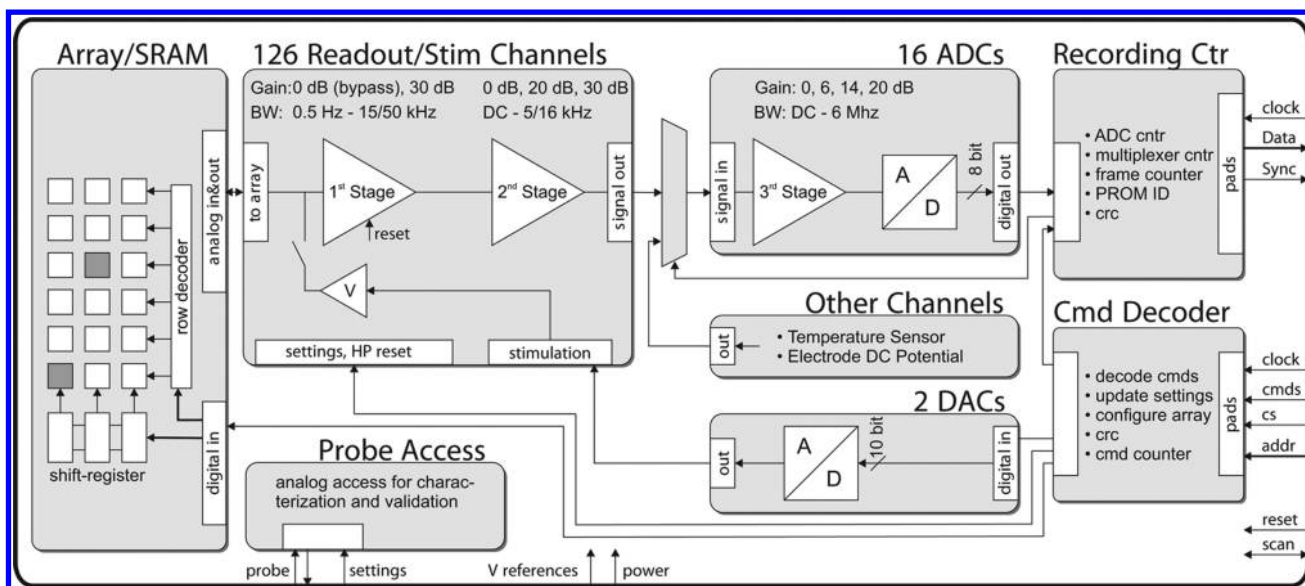 Array/SRAM
126 Readout/Stim Channels
16 ADCs
Recording Ctr
Gain:0 dB (bypass), 30 dB
0 dB, 20 dB, 30 dB
BW: 0.5 Hz - 15/50 kHz
DC - 5/16 kHz
Gain: 0, 6, 14, 20 dB
BW: DC - 6 Mhz
analog in&out
row decoder
to array
1st Stage
reset
2nd Stage
signal out
V
settings, HP reset
stimulation
signal in
3rd Stage
A
D
8 bit
digital out
• ADC cntr
• multiplexer cntr
• frame counter
• PROM ID
• crc
pads
clock
Data
Sync
Other Channels
out
• Temperature Sensor
• Electrode DC Potential
Cmd Decoder
• decode cmds
• update settings
• configure array
• crc
• cmd counter
pads
clock
cmds
cs
addr
2 DACs
out
A
D
10 bit
digital in
shift-register
digital in
Probe Access
analog access for charac-
terization and validation
probe
settings
V references
power
reset
scan